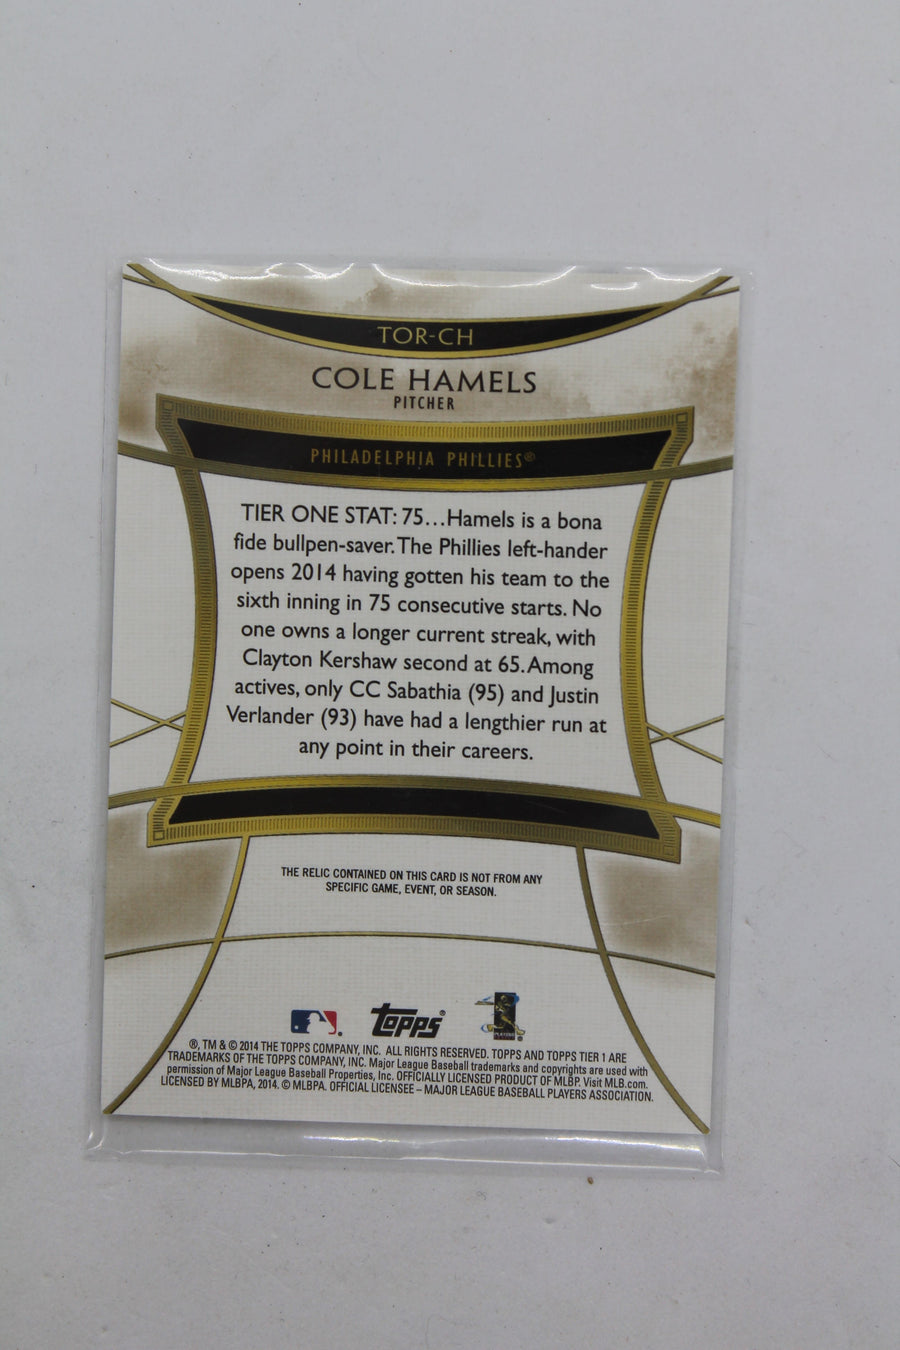 TOR-CH
COLE HAMELS
PITCHER
PHILADELPHIA PHILLIES®
TIER ONE STAT: 75...Hamels is a bona
fide bullpen-saver. The Phillies left-hander
opens 2014 having gotten his team to the
sixth inning in 75 consecutive starts. No
one owns a longer current streak, with
Clayton Kershaw second at 65. Among
actives, only CC Sabathia (95) and Justin
Verlander (93) have had a lengthier run at
any point in their careers.
THE RELIC CONTAINED ON THIS CARD IS NOT FROM ANY
SPECIFIC GAME, EVENT, OR SEASON.
topps®
®, TM & © 2014 THE TOPPS COMPANY, INC. ALL RIGHTS RESERVED. TOPPS AND TOPPS TIER 1 ARE
TRADEMARKS OF THE TOPPS COMPANY, INC. Major League Baseball trademarks and copyrights are used with
permission of Major League Baseball Properties, Inc. OFFICIALLY LICENSED PRODUCT OF MLBP. Visit MLB.com.
LICENSED BY MLBPA, 2014. © MLBPA. OFFICIAL LICENSEE – MAJOR LEAGUE BASEBALL PLAYERS ASSOCIATION.